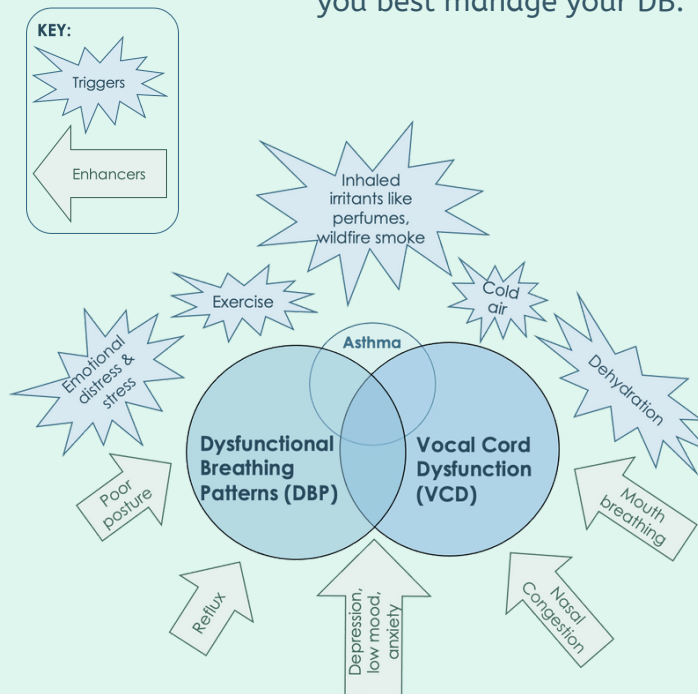 you best manage your DB.
KEY:
Triggers
Enhancers
Inhaled
irritants like
perfumes,
wildfire smoke
Exercise
Cold
air
Emotional
distress &
stress
Asthma
Dehydration
Dysfunctional
Breathing
Patterns (DBP)
Vocal Cord
Dysfunction
(VCD)
Poor
posture
Mouth
breathing
Reflux
Depression,
low mood,
anxiety
Nasal
Congestion